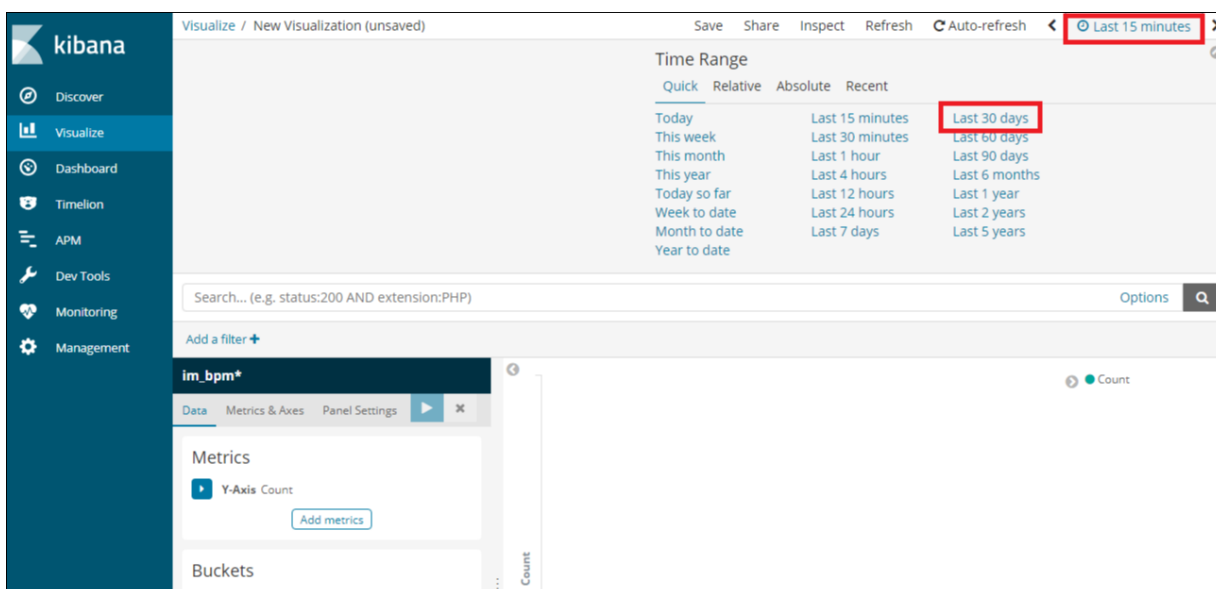 kibana
Discover
Visualize
Dashboard
Timelion
APM
Dev Tools
Monitoring
Management
Visualize / New Visualization (unsaved)
Save Share Inspect Refresh Auto-refresh Last 15 minutes
Time Range
Quick Relative Absolute Recent
Today Last 15 minutes Last 30 days
This week Last 30 minutes Last 60 days
This month Last 1 hour Last 90 days
This year Last 4 hours Last 6 months
Today so far Last 12 hours Last 1 year
Week to date Last 24 hours Last 2 years
Month to date Last 7 days Last 5 years
Year to date
Search... (e.g. status:200 AND extension:PHP) Options
Add a filter +
im_bpm*
Data Metrics & Axes Panel Settings
Metrics
Y-Axis Count
Add metrics
Buckets
Count
Count